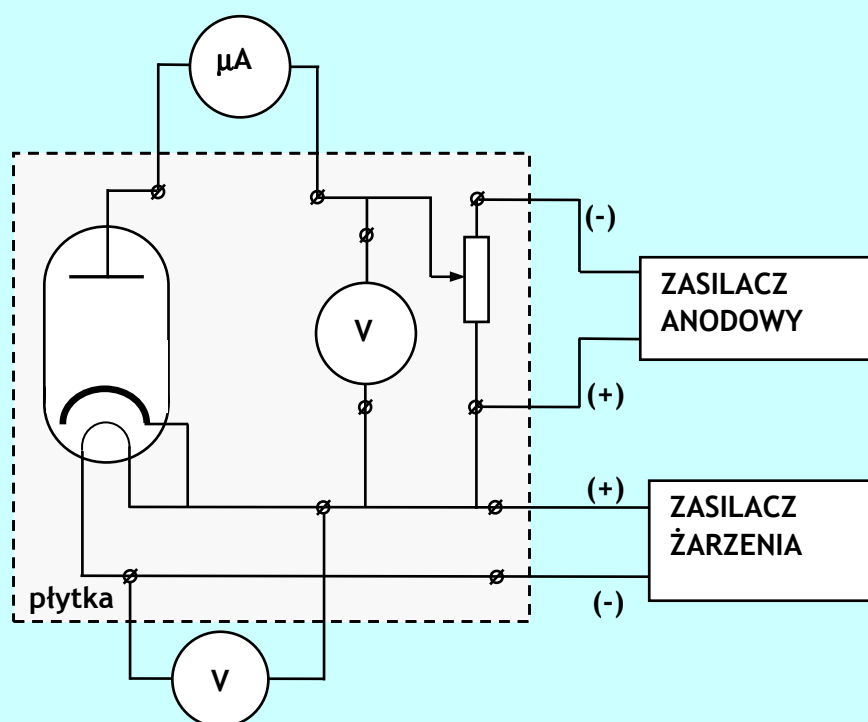 µA
(-)
ZASILACZ
ANODOWY
V
(+)
(+)
ZASILACZ
ŻARZENIA
płytka
(-)
V